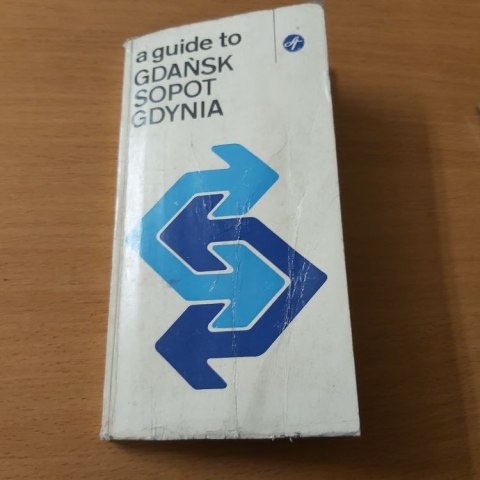 a guide to
GDAŃSK
SOPOT
GDYNIA